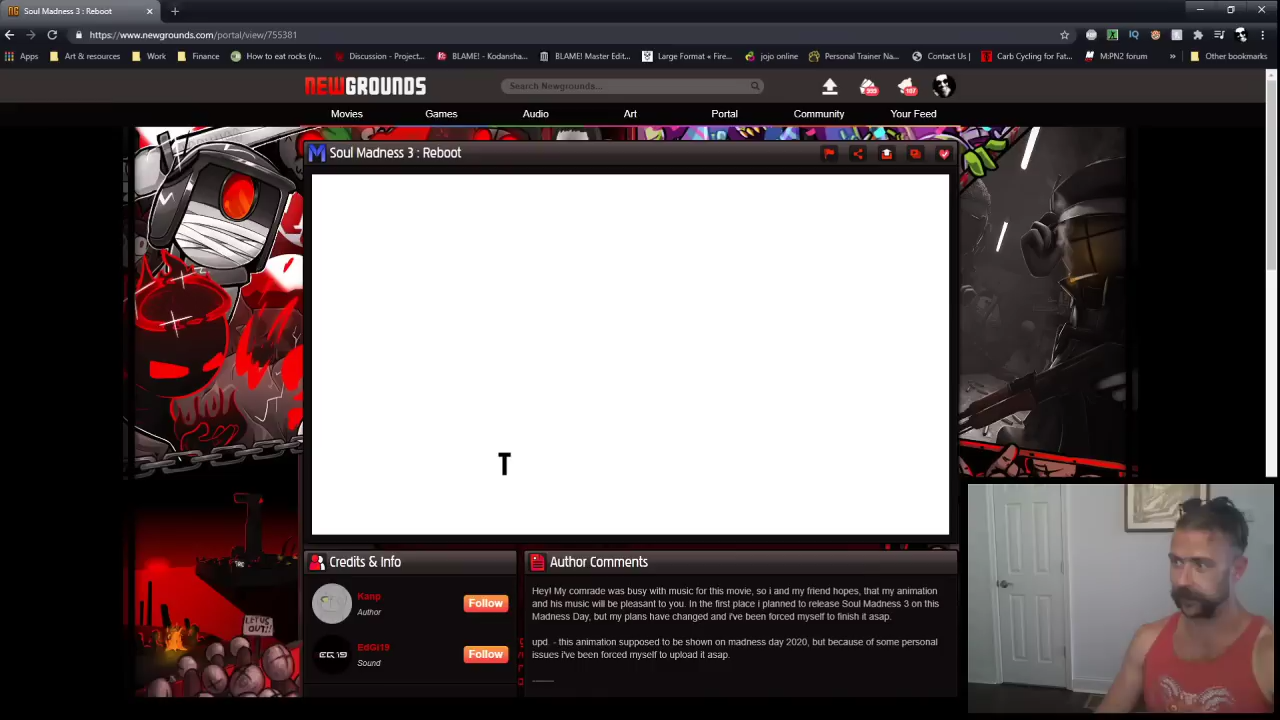 Soul Madness 3 : Reboot
https://www.newgrounds.com/portal/view/755381
Apps Art & resources Work Finance How to eat rocks (n... Discussion - Project... BLAME! - Kodansha... BLAME! Master Edit... Large Format « Fire... jojo online Personal Trainer Na... Contact Us | Carb Cycling for Fat... M:PN2 forum » Other bookmarks
NEWGROUNDS Search Newgrounds...
Movies Games Audio Art Portal Community Your Feed
Soul Madness 3 : Reboot
T
Credits & Info
Kanp
Author
Follow
EdGI19
Sound
Follow
EG 19
LET US
OUT!!
Author Comments
Hey! My comrade was busy with music for this movie, so i and my friend hopes, that my animation
and his music will be pleasant to you. In the first place i planned to release Soul Madness 3 on this
Madness Day, but my plans have changed and i've been forced myself to finish it asap.
upd - this animation supposed to be shown on madness day 2020, but because of some personal
issues i've been forced myself to upload it asap.